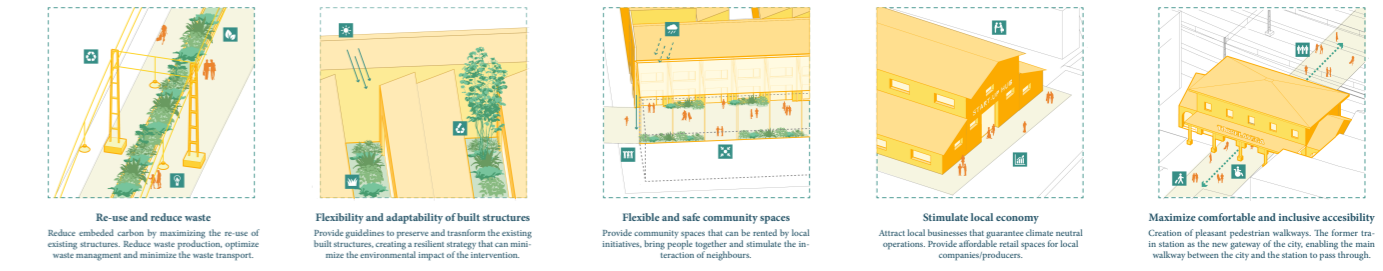 START-UP HUB
Re-use and reduce waste
Reduce embeded carbon by maximizing the re-use of
existing structures. Reduce waste production, optimize
waste managment and minimize the waste transport.
Flexibility and adaptability of built structures
Provide guidelines to preserve and trasnform the existing
built structures, creating a resilient strategy that can mini-
mize the environmental impact of the intervention.
Flexible and safe community spaces
Provide community spaces that can be rented by local
initiatives, bring people together and stimulate the in-
teraction of neighbours.
Stimulate local economy
Attract local businesses that guarantee climate neutral
operations. Provide affordable retail spaces for local
companies/producers.
Maximize comfortable and inclusive accesibility
Creation of pleasant pedestrian walkways. The former tra-
in station as the new gateway of the city, enabling the main
walkway between the city and the station to pass through.